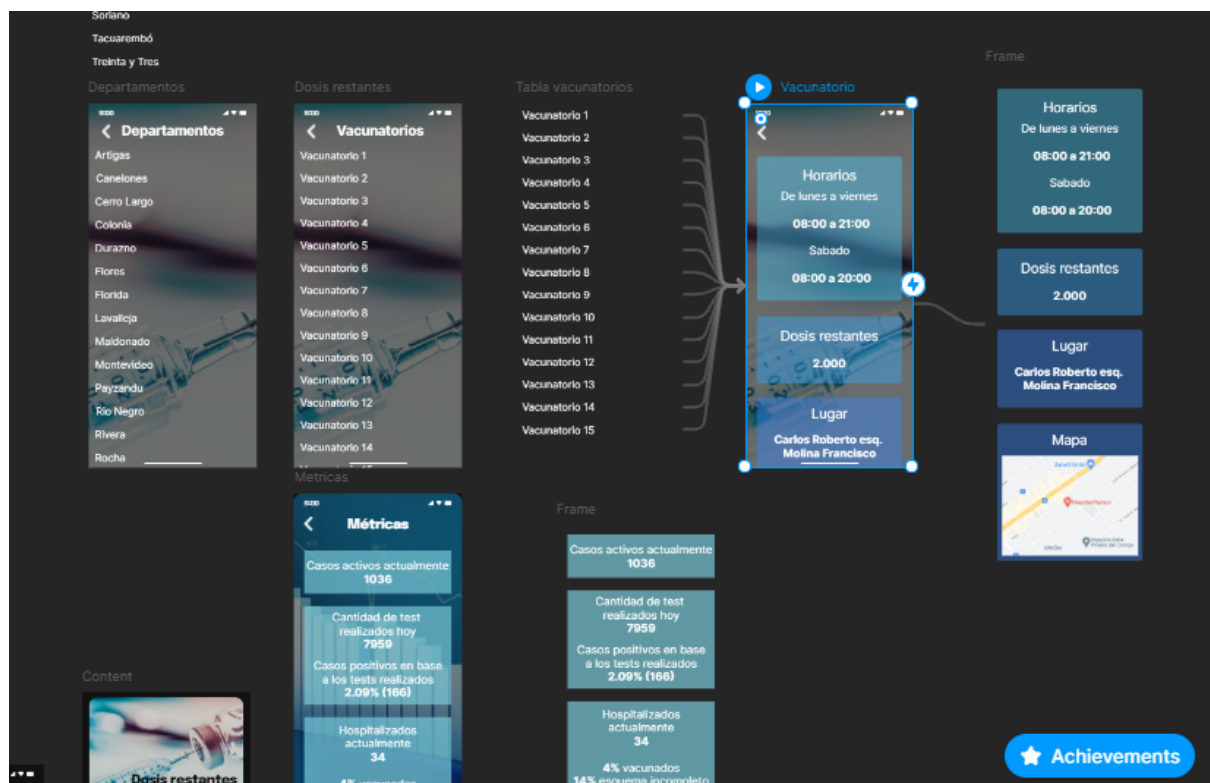 Soriano
Tacuarembó
Treinta y Tres
Departamentos
Departamentos
Artigas
Canelones
Cerro Largo
Colonia
Durazno
Flores
Florida
Lavalleja
Maldonado
Montevideo
Payzandu
Rio Negro
Rivera
Rocha
Dosis restantes
Vacunatorios
Vacunatorio 1
Vacunatorio 2
Vacunatorio 3
Vacunatorio 4
Vacunatorio 5
Vacunatorio 6
Vacunatorio 7
Vacunatorio 8
Vacunatorio 9
Vacunatorio 10
Vacunatorio 11
Vacunatorio 12
Vacunatorio 13
Vacunatorio 14
Tabla vacunatorios
Vacunatorio 1
Vacunatorio 2
Vacunatorio 3
Vacunatorio 4
Vacunatorio 5
Vacunatorio 6
Vacunatorio 7
Vacunatorio 8
Vacunatorio 9
Vacunatorio 10
Vacunatorio 11
Vacunatorio 12
Vacunatorio 13
Vacunatorio 14
Vacunatorio 15
Vacunatorio
Horarios
De lunes a viernes
08:00 a 21:00
Sabado
08:00 a 20:00
Dosis restantes
2.000
Lugar
Carlos Roberto esq.
Molina Francisco
Frame
Horarios
De lunes a viernes
08:00 a 21:00
Sabado
08:00 a 20:00
Dosis restantes
2.000
Lugar
Carlos Roberto esq.
Molina Francisco
Mapa
Metricas
Métricas
Casos activos actualmente
1036
Cantidad de test
realizados hoy
7959
Casos positivos en base
a los tests realizados
2.09% (166)
Hospitalizados
actualmente
34
4% vacunados
Frame
Casos activos actualmente
1036
Cantidad de test
realizados hoy
7959
Casos positivos en base
a los tests realizados
2.09% (166)
Hospitalizados
actualmente
34
4% vacunados
14% esquema incompleto
Content
Dosis restantes
Achievements